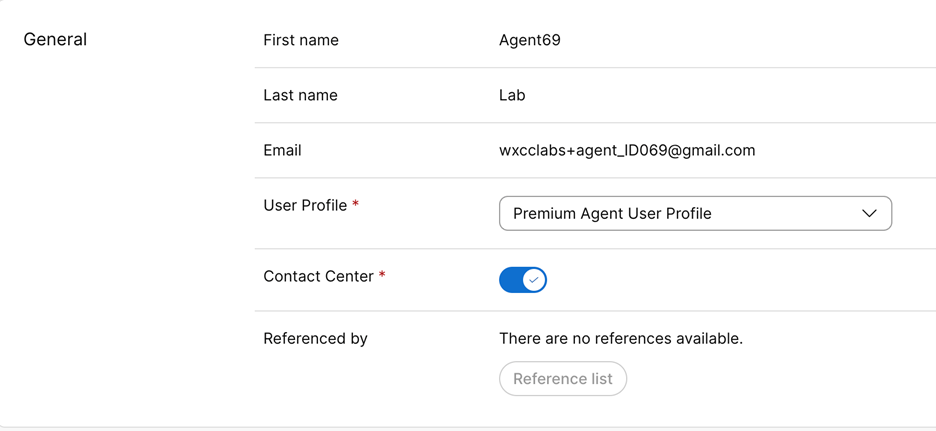 General
First name Agent69
Last name Lab
Email wxcclabs+agent_ID069@gmail.com
User Profile * Premium Agent User Profile
Contact Center *
Referenced by There are no references available.
Reference list